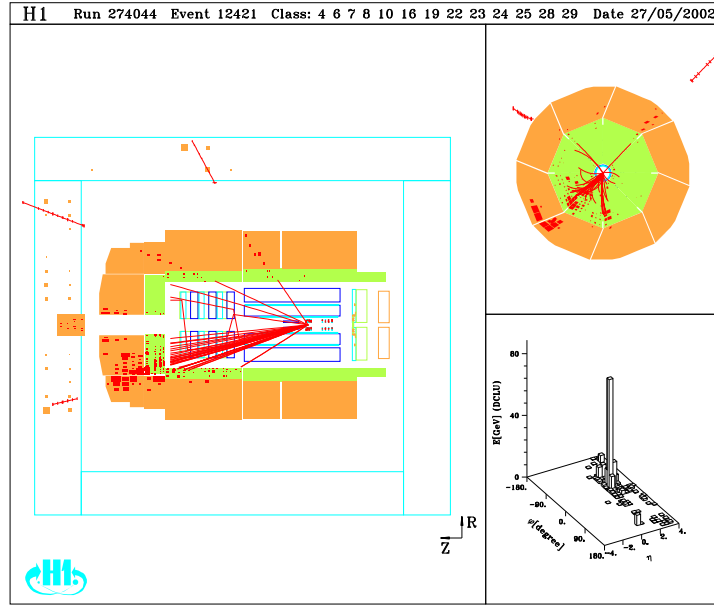 H1 Run 274044 Event 12421 Class: 4 6 7 8 10 16 19 22 23 24 25 28 29 Date 27/05/2002
R
Z
H1
E[GeV] (DCLU)
80
40
0
-180.
-90.
0.
90.
180.
φ[degree]
-4.
-2.
0.
2.
4.
η